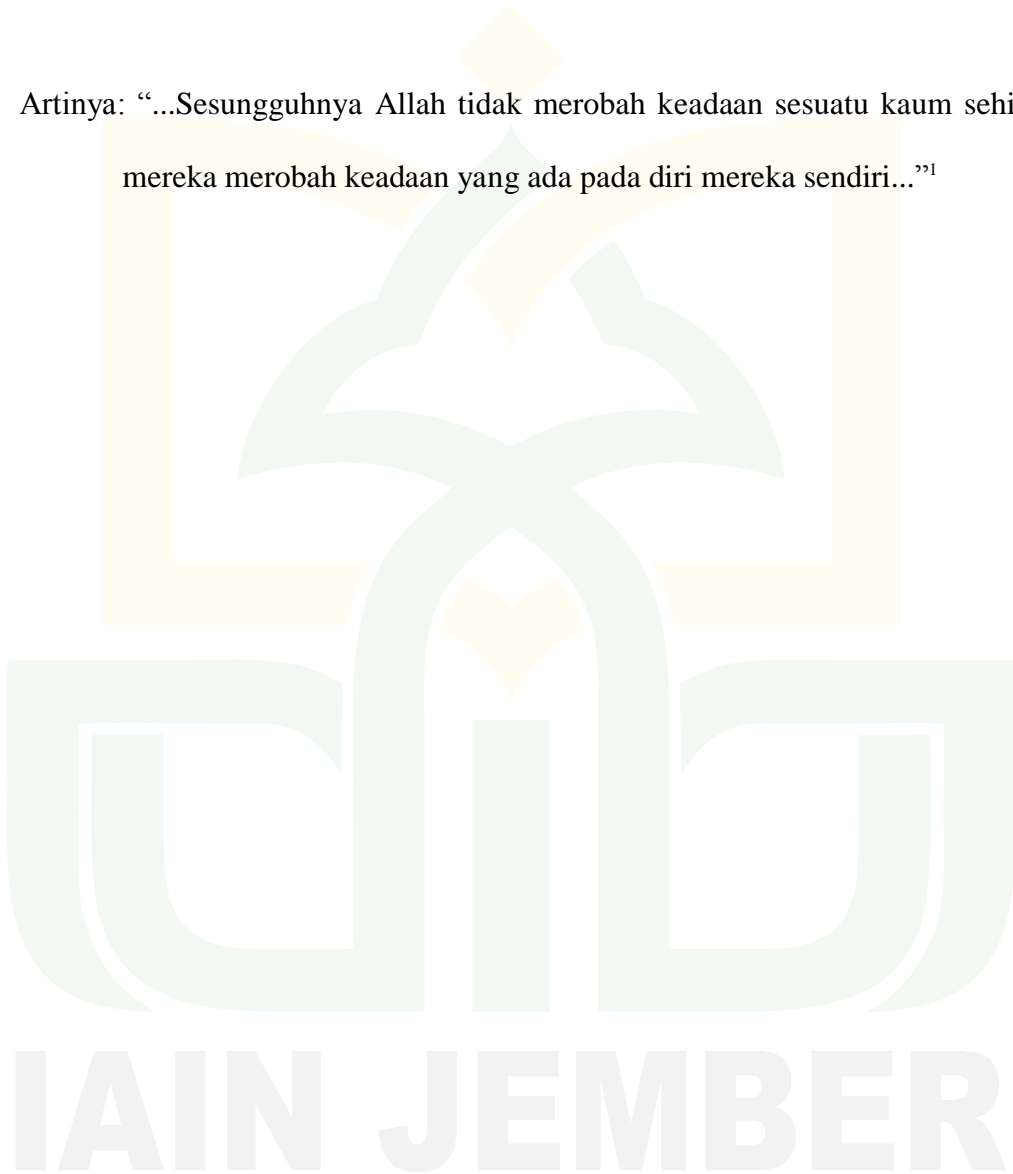 Artinya: “...Sesungguhnya Allah tidak merobah keadaan sesuatu kaum sehi
mereka merobah keadaan yang ada pada diri mereka sendiri...”1
IAIN JEMBER